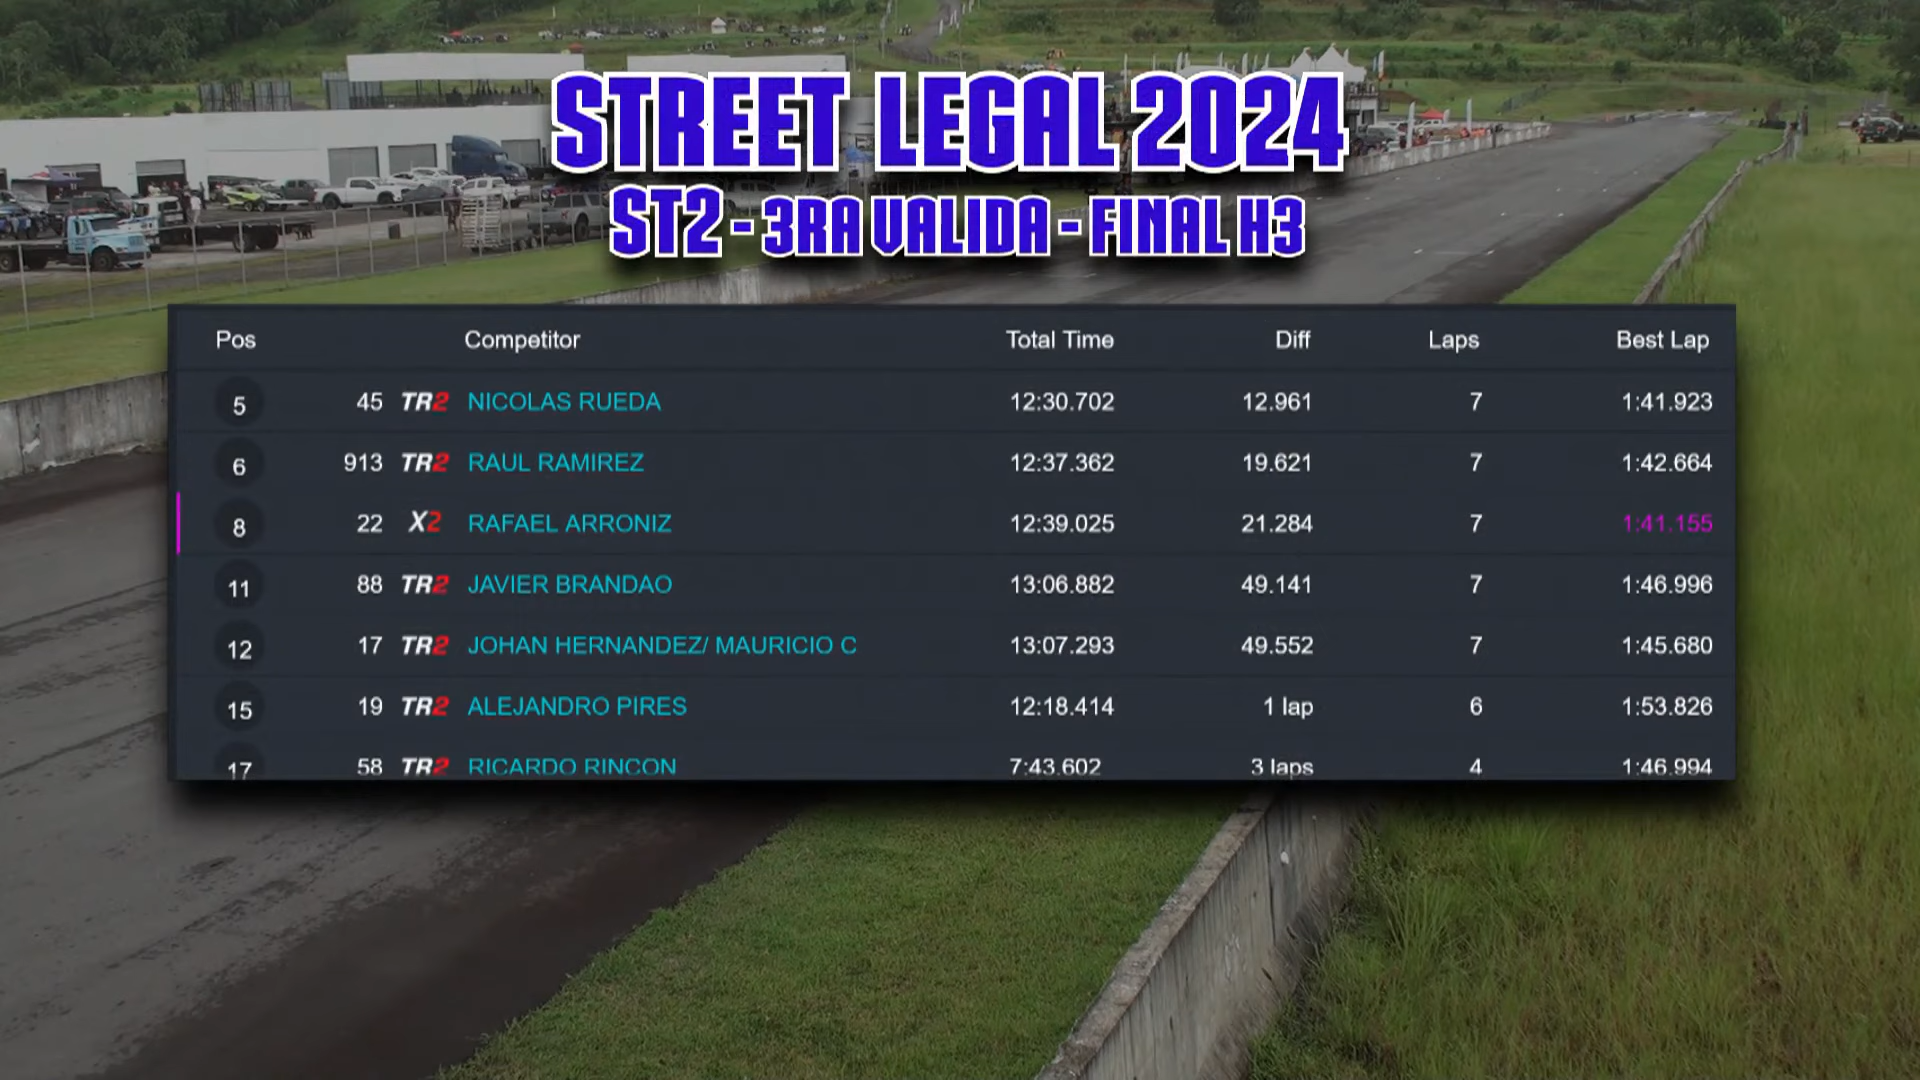 STREET LEGAL 2024
ST2 - 3RA VALIDA - FINAL H3
Pos Competitor Total Time Diff Laps Best Lap
5 45 TR2 NICOLAS RUEDA 12:30.702 12.961 7 1:41.923
6 913 TR2 RAUL RAMIREZ 12:37.362 19.621 7 1:42.664
8 22 X2 RAFAEL ARRONIZ 12:39.025 21.284 7 1:41.155
11 88 TR2 JAVIER BRANDAO 13:06.882 49.141 7 1:46.996
12 17 TR2 JOHAN HERNANDEZ/ MAURICIO C 13:07.293 49.552 7 1:45.680
15 19 TR2 ALEJANDRO PIRES 12:18.414 1 lap 6 1:53.826
17 58 TR2 RICARDO RINCON 7:43.602 3 laps 4 1:46.994